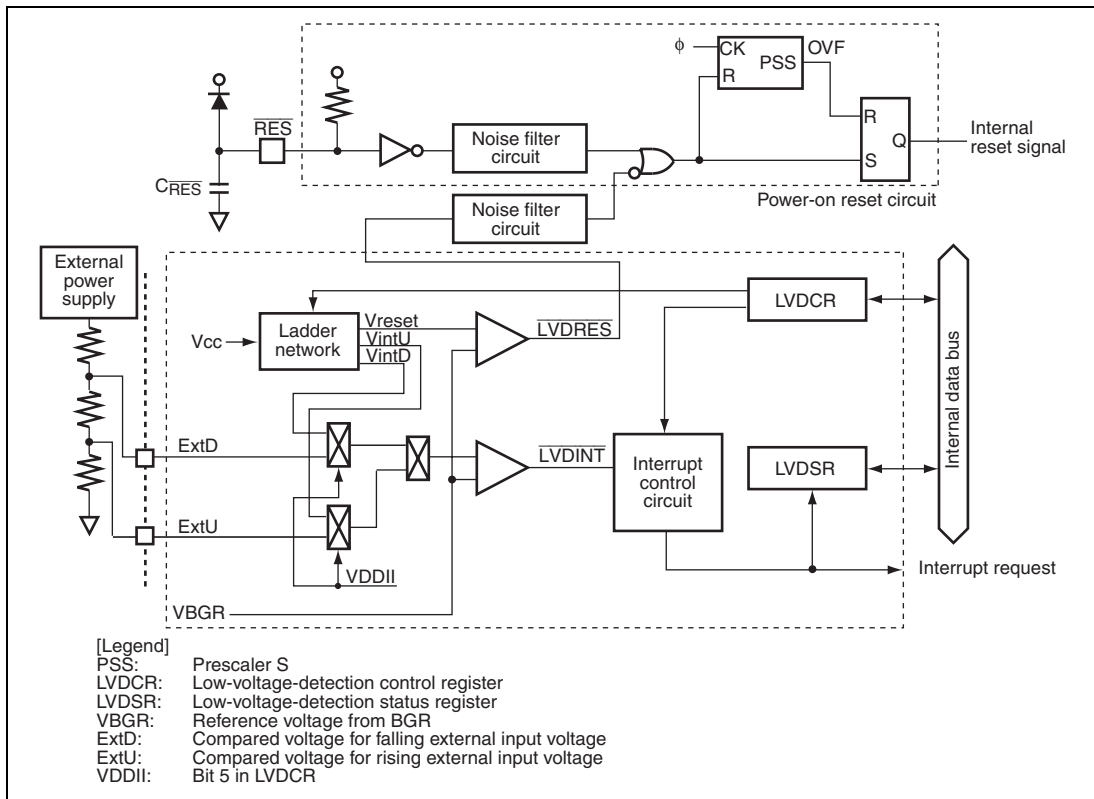 φ
CK
PSS
OVF
R
R
Q
S
Internal
reset signal
RES
Noise filter
circuit
CRES
Power-on reset circuit
Noise filter
circuit
External
power
supply
LVDCR
Vcc
Ladder
network
Vreset
VintU
VintD
LVDRES
Internal data bus
ExtD
LVDINT
Interrupt
control
circuit
LVDSR
ExtU
VDDII
Interrupt request
VBGR
[Legend]
PSS: Prescaler S
LVDCR: Low-voltage-detection control register
LVDSR: Low-voltage-detection status register
VBGR: Reference voltage from BGR
ExtD: Compared voltage for falling external input voltage
ExtU: Compared voltage for rising external input voltage
VDDII: Bit 5 in LVDCR